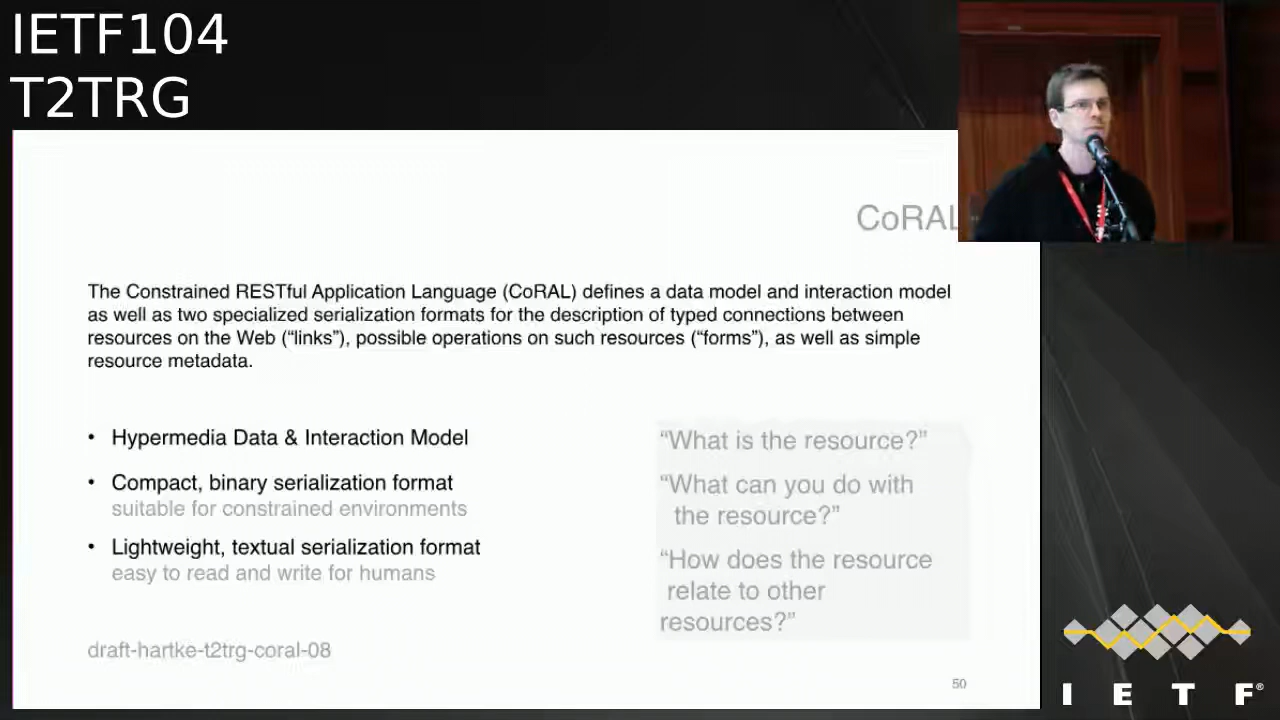 IETF104
T2TRG
CoRAL
The Constrained RESTful Application Language (CoRAL) defines a data model and interaction model
as well as two specialized serialization formats for the description of typed connections between
resources on the Web (“links”), possible operations on such resources (“forms”), as well as simple
resource metadata.
• Hypermedia Data & Interaction Model
• Compact, binary serialization format
suitable for constrained environments
• Lightweight, textual serialization format
easy to read and write for humans
“What is the resource?”
“What can you do with
the resource?”
“How does the resource
relate to other
resources?”
draft-hartke-t2trg-coral-08
50
I E T F®